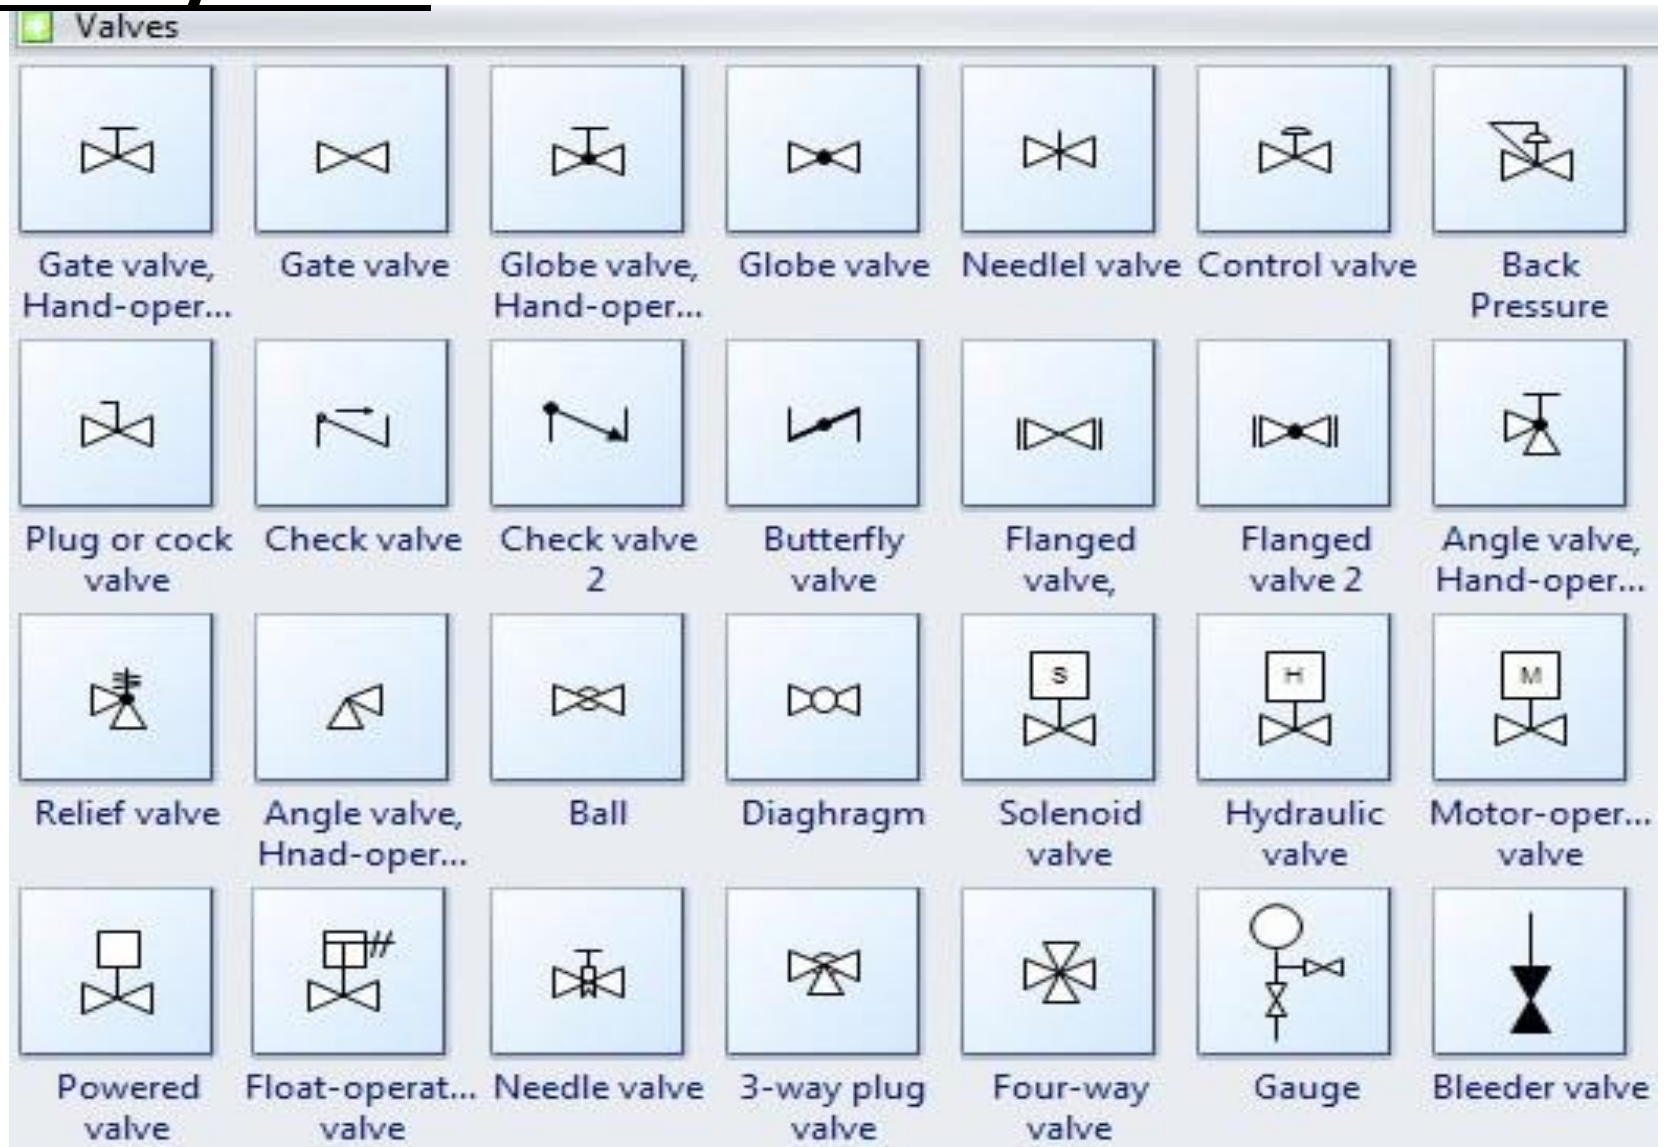 Valves
Gate valve, Gate valve Globe valve, Globe valve Needlel valve Control valve Back
Hand-oper... Hand-oper... Pressure
Plug or cock Check valve Check valve Butterfly Flanged Flanged Angle valve,
valve 2 valve valve, valve 2 Hand-oper...
S H M
Relief valve Angle valve, Ball Diaghragm Solenoid Hydraulic Motor-oper...
Hnad-oper... valve valve valve
Powered Float-operat... Needle valve 3-way plug Four-way Gauge Bleeder valve
valve valve valve valve